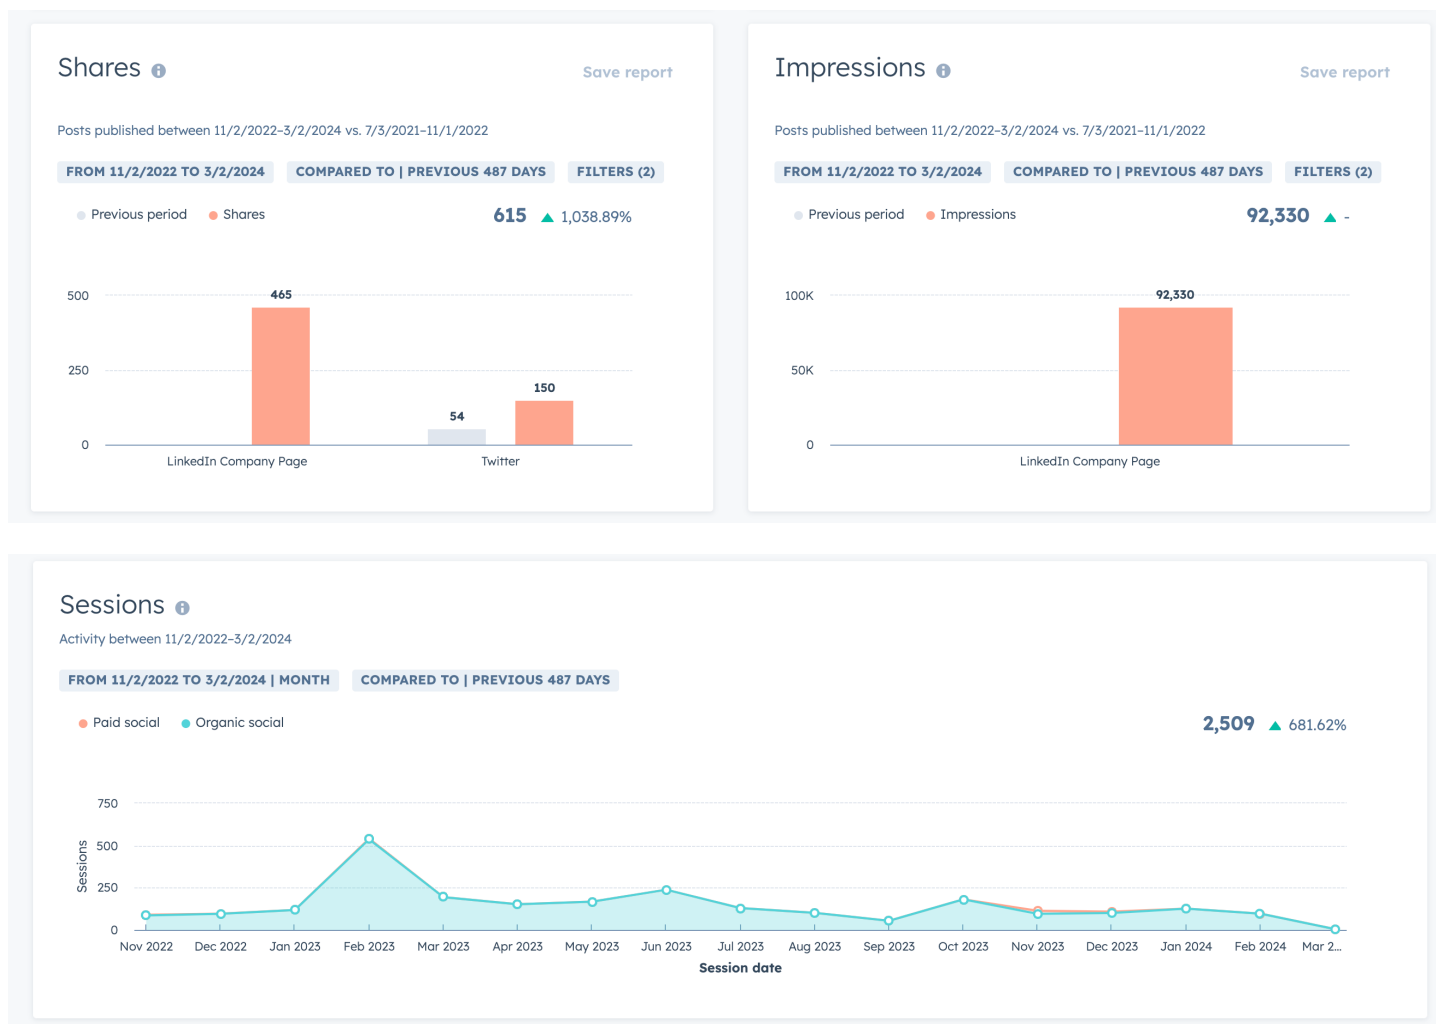 Shares
Save report
Posts published between 11/2/2022–3/2/2024 vs. 7/3/2021–11/1/2022
FROM 11/2/2022 TO 3/2/2024
COMPARED TO | PREVIOUS 487 DAYS
FILTERS (2)
Previous period
Shares
615
1,038.89%
500
250
0
465
54
150
LinkedIn Company Page
Twitter
Impressions
Save report
Posts published between 11/2/2022–3/2/2024 vs. 7/3/2021–11/1/2022
FROM 11/2/2022 TO 3/2/2024
COMPARED TO | PREVIOUS 487 DAYS
FILTERS (2)
Previous period
Impressions
92,330
-
100K
50K
0
92,330
LinkedIn Company Page
Sessions
Activity between 11/2/2022–3/2/2024
FROM 11/2/2022 TO 3/2/2024 | MONTH
COMPARED TO | PREVIOUS 487 DAYS
Paid social
Organic social
2,509
681.62%
Sessions
750
500
250
0
Nov 2022
Dec 2022
Jan 2023
Feb 2023
Mar 2023
Apr 2023
May 2023
Jun 2023
Jul 2023
Aug 2023
Sep 2023
Oct 2023
Nov 2023
Dec 2023
Jan 2024
Feb 2024
Mar 2...
Session date